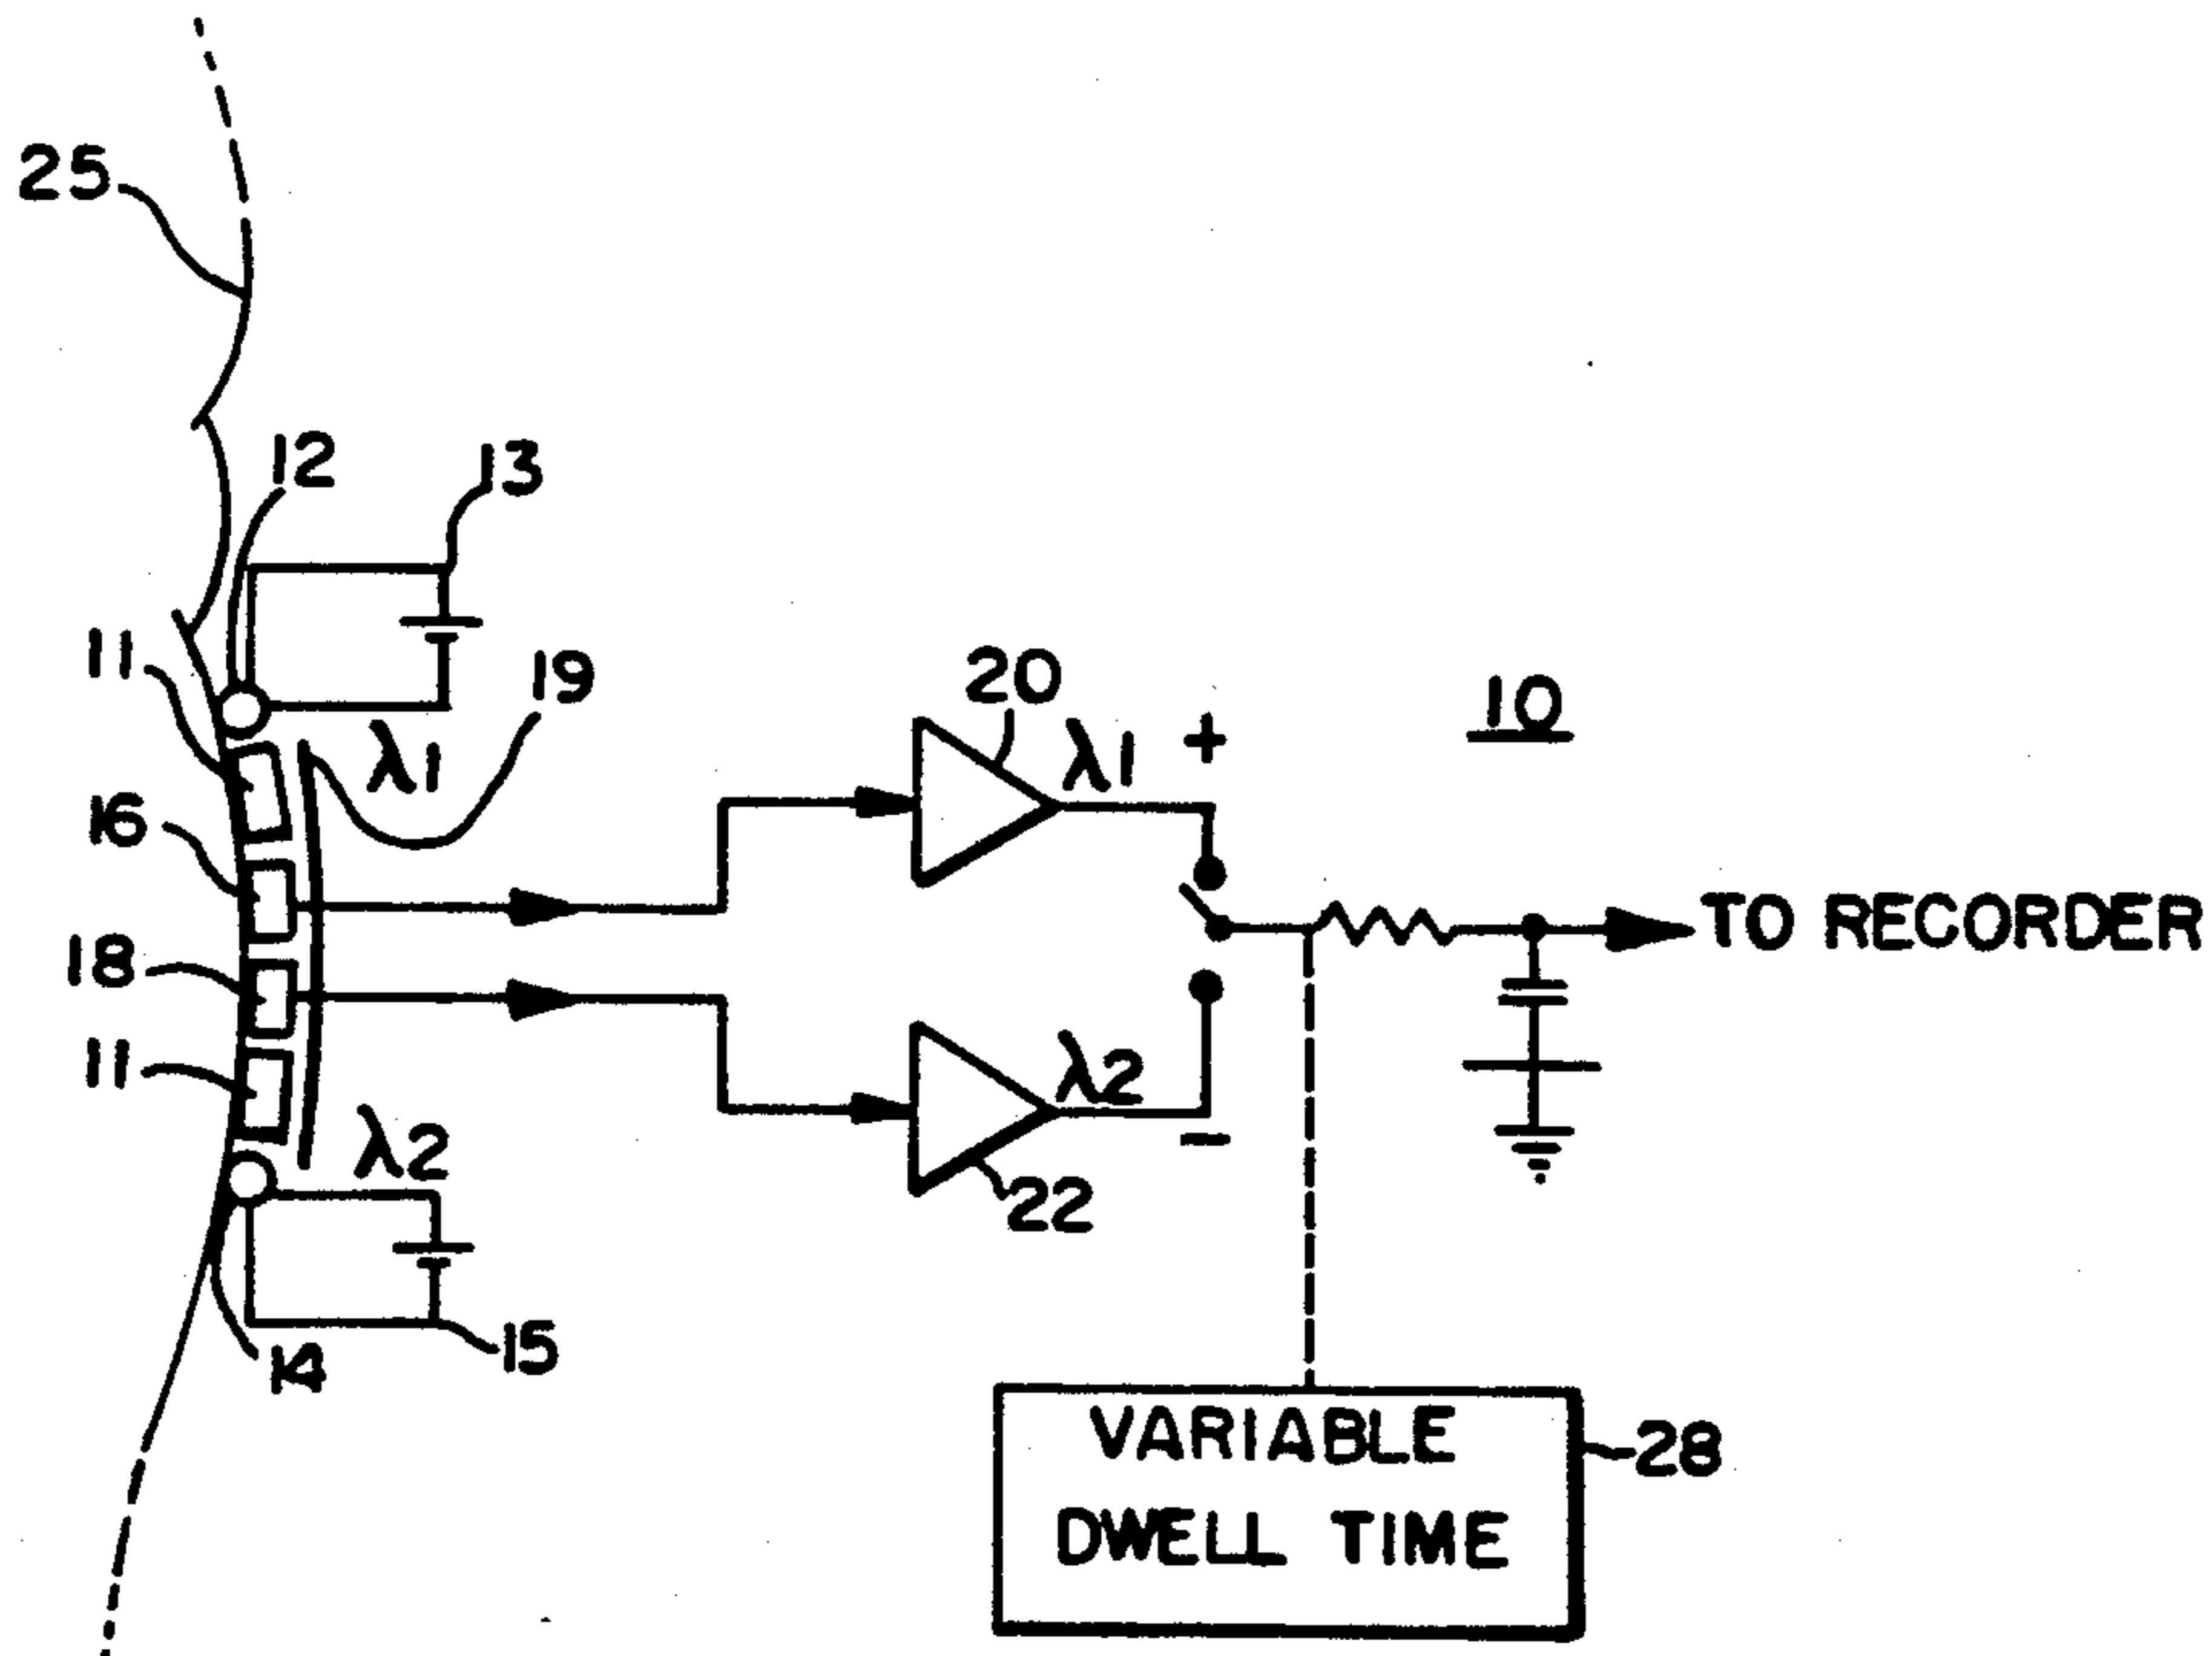 25
12
13
11
19
λ1
16
18
11
λ2
14
15
20
λ1
+
10
TO RECORDER
λ2
−
22
VARIABLE
DWELL TIME
28